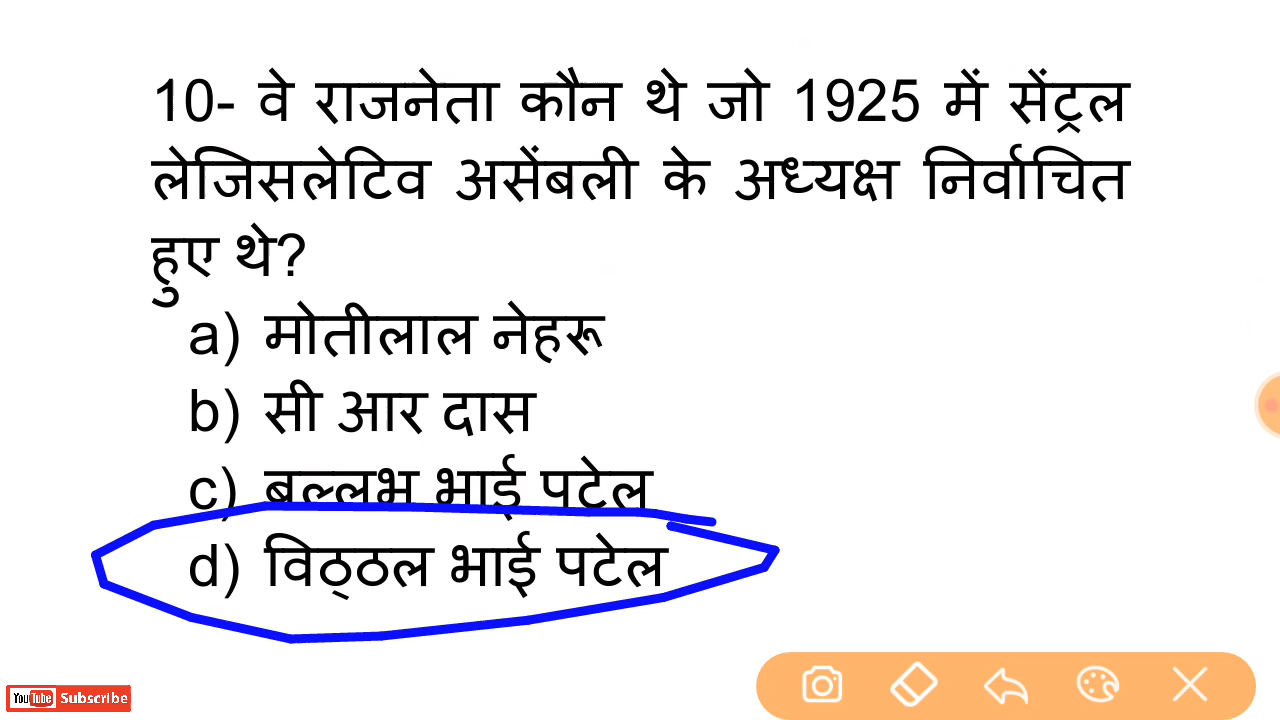 10- वे राजनेता कौन थे जो 1925 में सेंट्रल
लेजिसलेटिव असेंबली के अध्यक्ष निर्वाचित
हुए थे?
a) मोतीलाल नेहरू
b) सी आर दास
c) बल्लभ भाई पटेल
d) विठ्ठल भाई पटेल
YouTube Subscribe